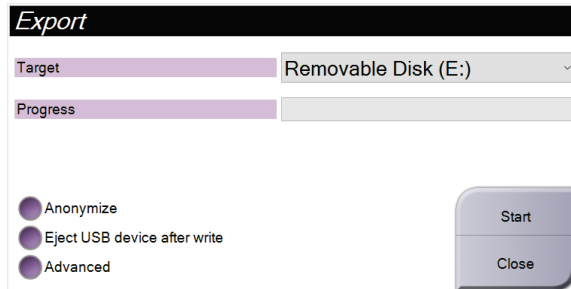 Export
Target
Removable Disk (E:)
Progress
Anonymize
Eject USB device after write
Advanced
Start
Close